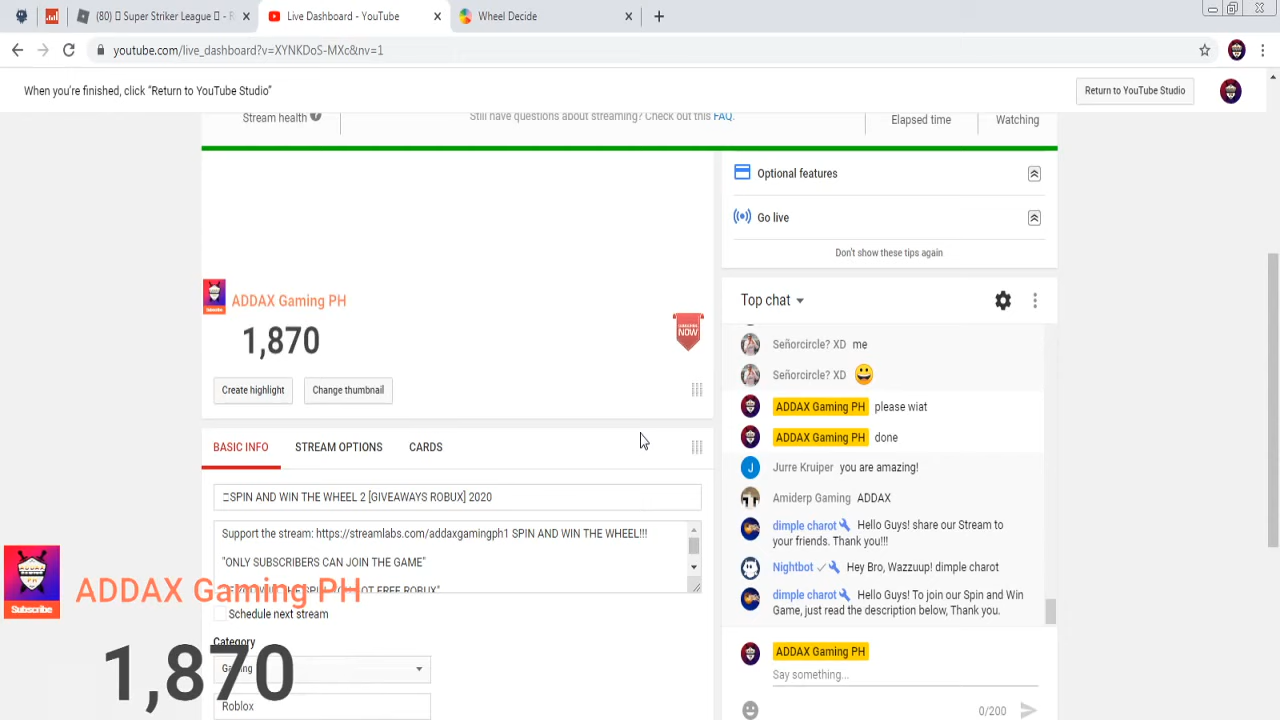 (80) Super Striker League - R
Live Dashboard - YouTube
Wheel Decide
youtube.com/live_dashboard?v=XYNKDoS-MXc&nv=1
When you're finished, click “Return to YouTube Studio”
Return to YouTube Studio
Stream health
Still have questions about streaming? Check out this FAQ.
Elapsed time
Watching
Optional features
Go live
Don't show these tips again
ADDAX Gaming PH
1,870
SUBSCRIBE
NOW
Subscribe
Create highlight
Change thumbnail
BASIC INFO
STREAM OPTIONS
CARDS
SPIN AND WIN THE WHEEL 2 [GIVEAWAYS ROBUX] 2020
Support the stream: https://streamlabs.com/addaxgamingph1 SPIN AND WIN THE WHEEL!!!
"ONLY SUBSCRIBERS CAN JOIN THE GAME"
Schedule next stream
Category
Gaming
Roblox
Subscribe
ADDAX Gaming PH
1,870
Top chat
Señorcircle? XD me
Señorcircle? XD
ADDAX Gaming PH please wiat
ADDAX Gaming PH done
J
Jurre Kruiper you are amazing!
Amiderp Gaming ADDAX
dimple charot Hello Guys! share our Stream to
your friends. Thank you!!!
Nightbot Hey Bro, Wazzuup! dimple charot
dimple charot Hello Guys! To join our Spin and Win
Game, just read the description below, Thank you.
ADDAX Gaming PH
Say something...
0/200